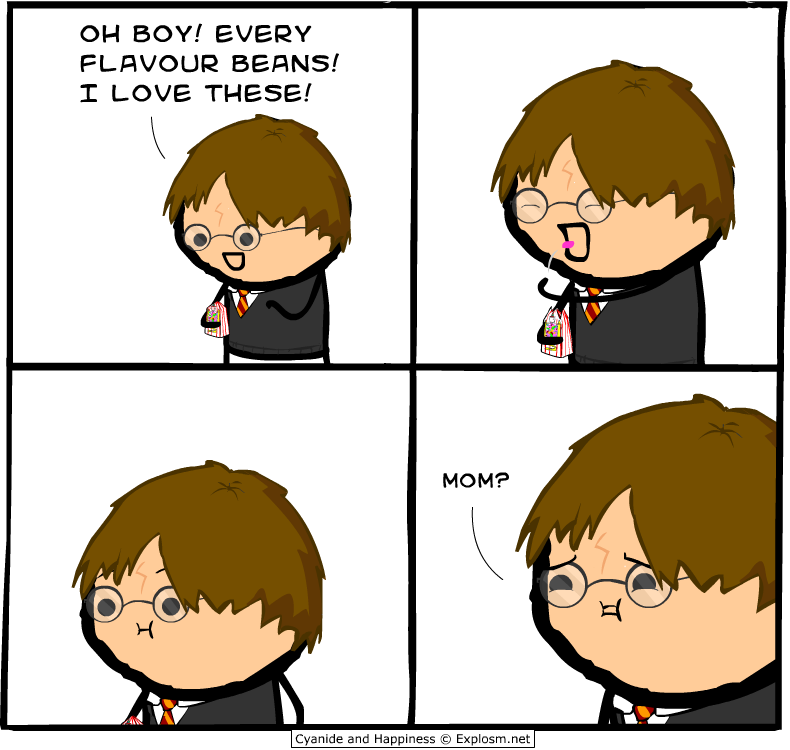 OH BOY! EVERY
FLAVOUR BEANS!
I LOVE THESE!
MOM?
Cyanide and Happiness © Explosm.net